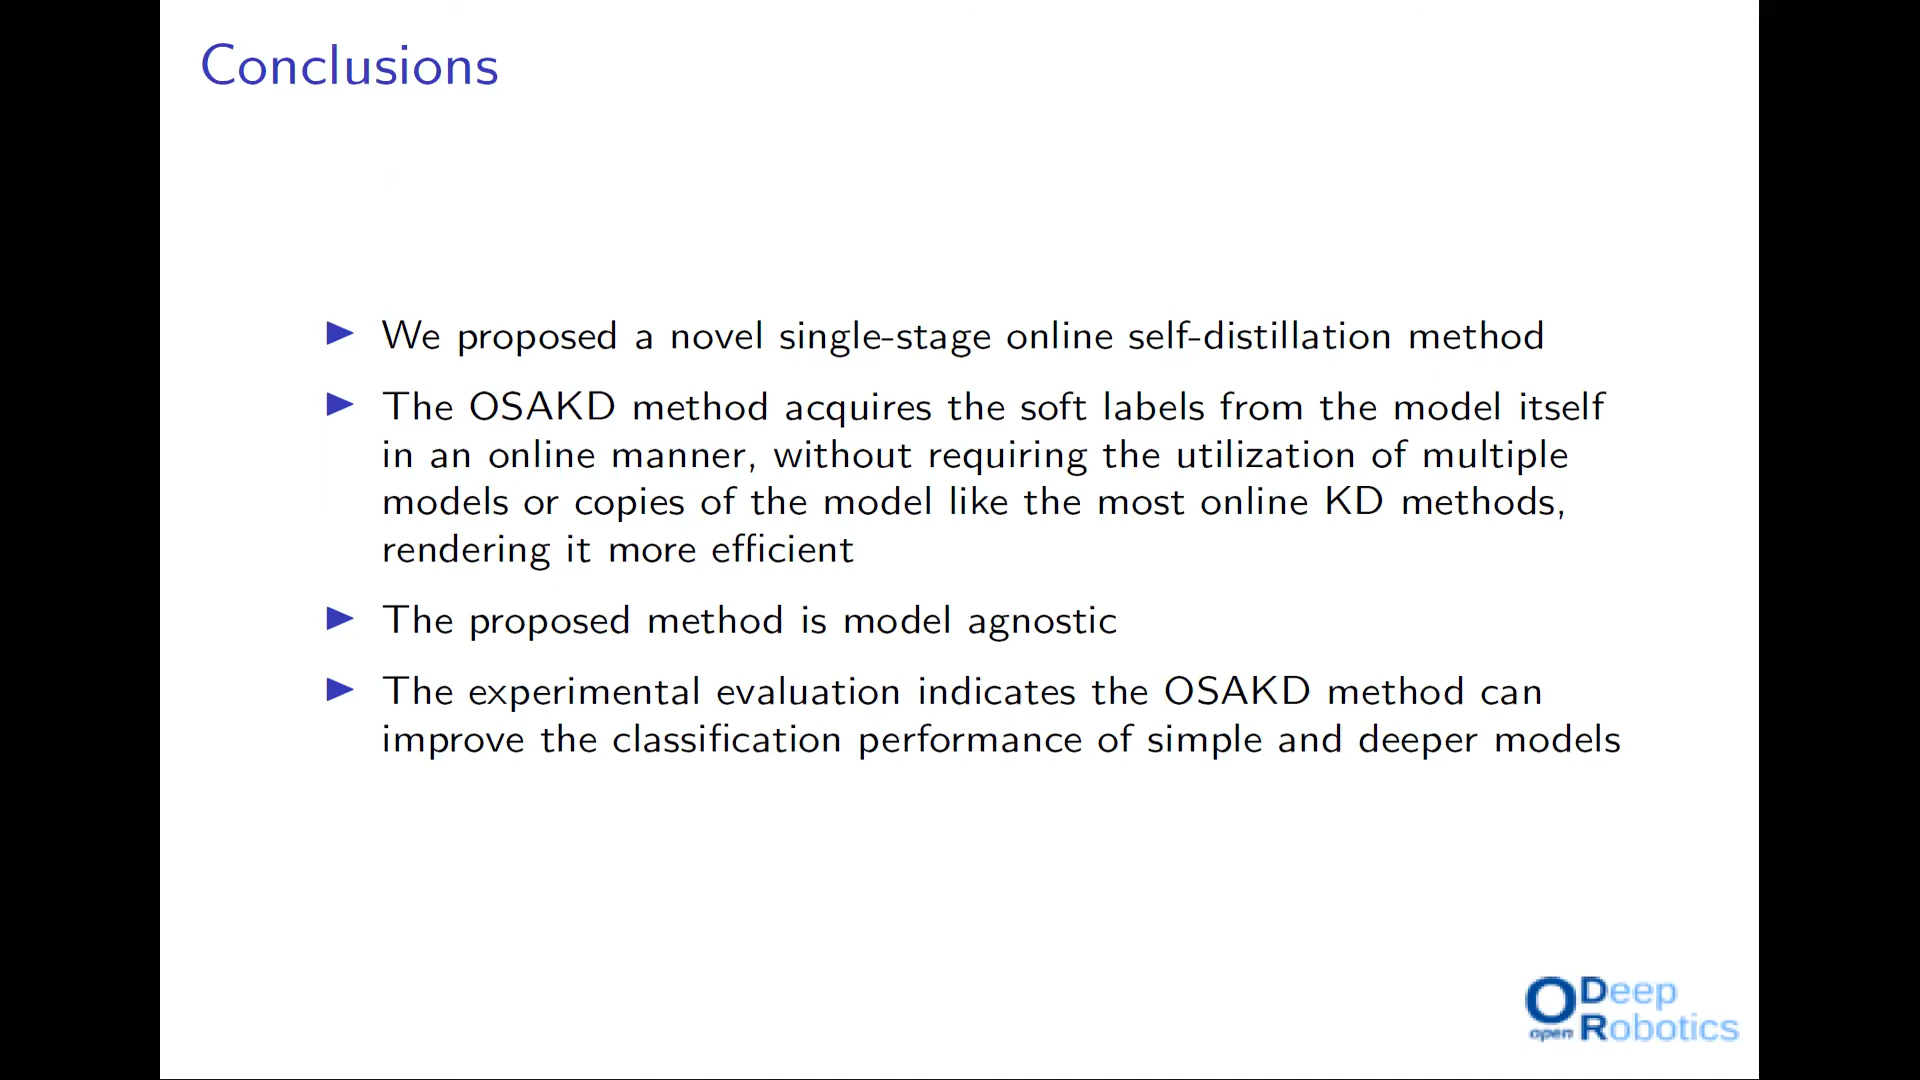 Conclusions
▶ We proposed a novel single-stage online self-distillation method
▶ The OSAKD method acquires the soft labels from the model itself
in an online manner, without requiring the utilization of multiple
models or copies of the model like the most online KD methods,
rendering it more efficient
▶ The proposed method is model agnostic
▶ The experimental evaluation indicates the OSAKD method can
improve the classification performance of simple and deeper models
Open Deep
Robotics